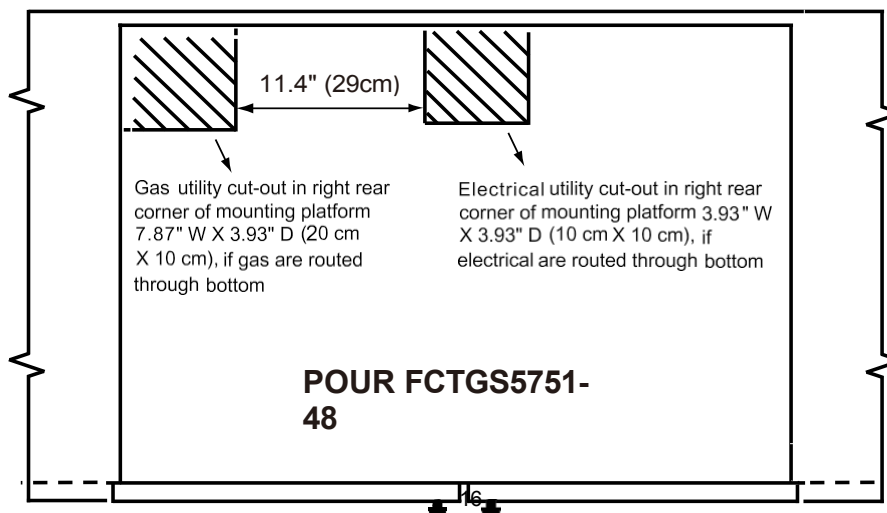 11.4" (29cm)
Gas utility cut-out in right rear
corner of mounting platform
7.87" W X 3.93" D (20 cm
X 10 cm), if gas are routed
through bottom
Electrical utility cut-out in right rear
corner of mounting platform 3.93" W
X 3.93" D (10 cm X 10 cm), if
electrical are routed through bottom
POUR FCTGS5751-
48
16